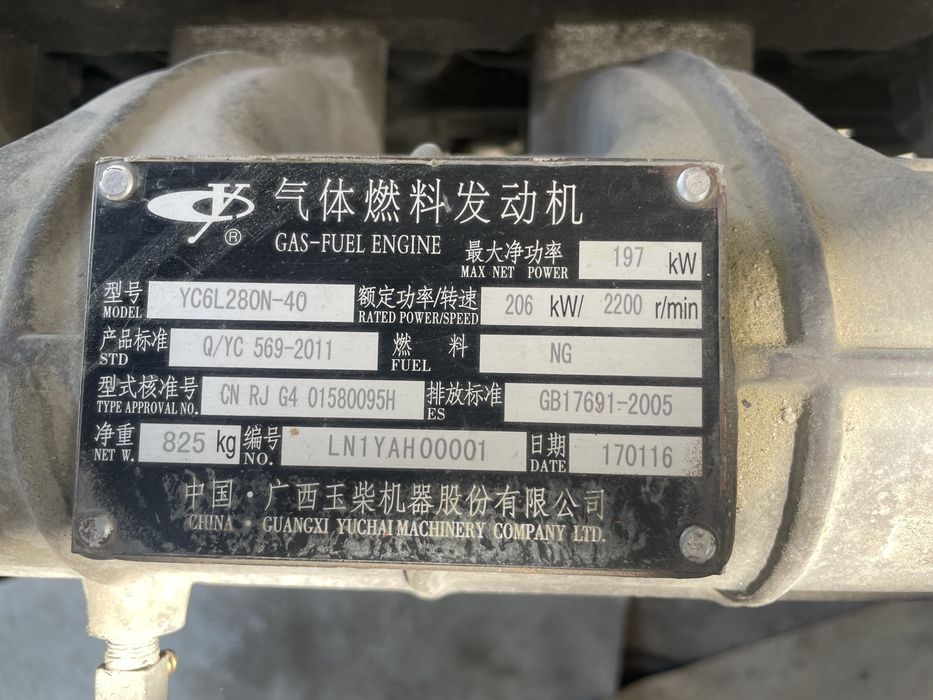 气体燃料发动机
GAS-FUEL ENGINE
®
最大净功率 197 kW
MAX NET POWER
型号 YC6L280N-40 额定功率/转速 206 kW/ 2200 r/min
MODEL RATED POWER/SPEED
产品标准 Q/YC 569-2011 燃料 NG
STD FUEL
型式核准号 CN RJ G4 01580095H 排放标准 GB17691-2005
TYPE APPROVAL NO. ES
净重 825 kg 编号 LN1YAH00001 日期 170116
NET W. NO. DATE
中国·广西玉柴机器股份有限公司
CHINA · GUANGXI YUCHAI MACHINERY COMPANY LTD.